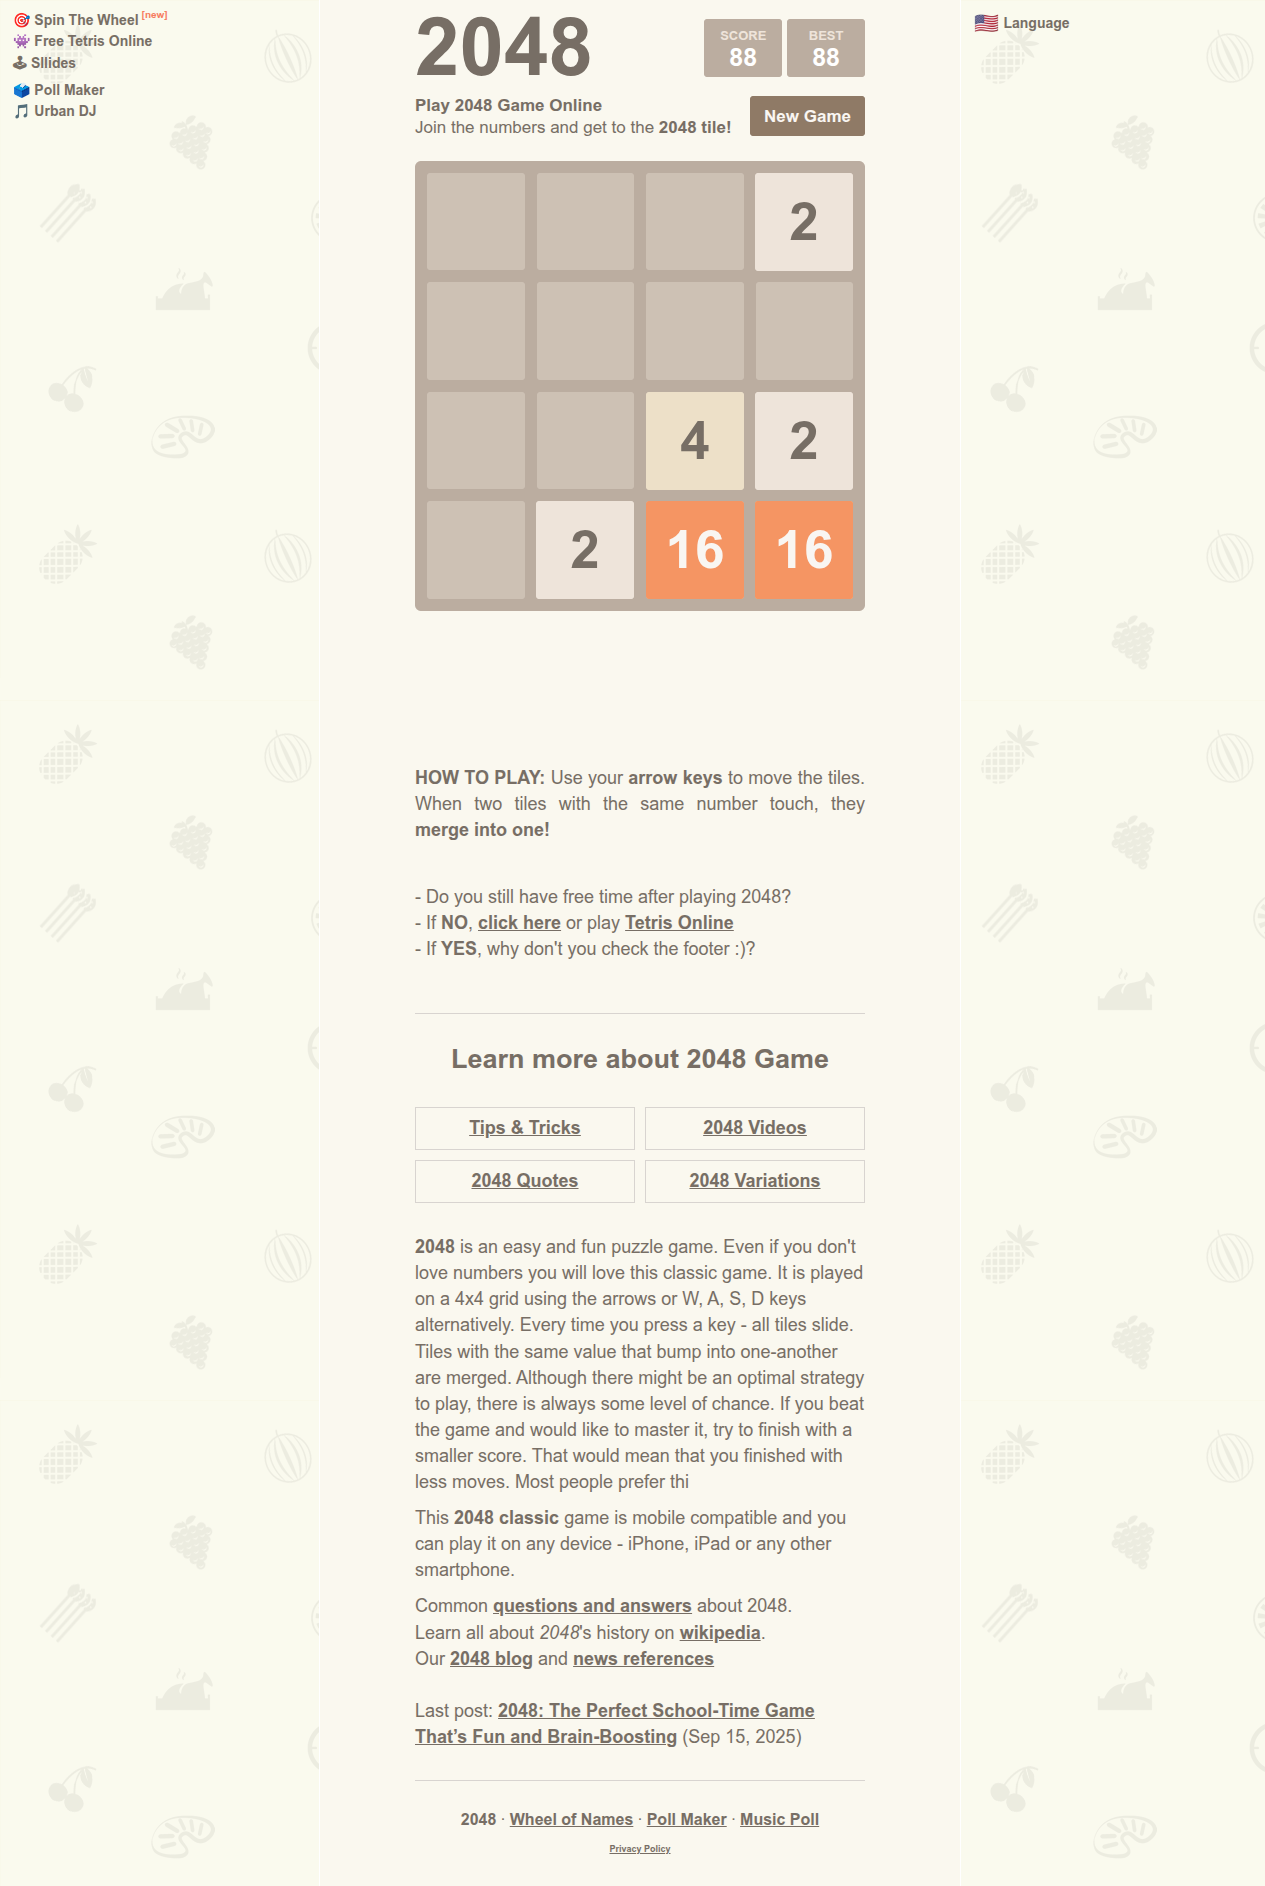 🎯 Spin The Wheel [new]
👾 Free Tetris Online
🕹 Sllides
🗳 Poll Maker
🎵 Urban DJ
🇺🇸 Language
2048
SCORE
88
BEST
88
Play 2048 Game Online
Join the numbers and get to the 2048 tile!
New Game
2
4 2
2 16 16
HOW TO PLAY: Use your arrow keys to move the tiles.
When two tiles with the same number touch, they
merge into one!
- Do you still have free time after playing 2048?
- If NO, click here or play Tetris Online
- If YES, why don't you check the footer :)?
Learn more about 2048 Game
Tips & Tricks
2048 Videos
2048 Quotes
2048 Variations
2048 is an easy and fun puzzle game. Even if you don't
love numbers you will love this classic game. It is played
on a 4x4 grid using the arrows or W, A, S, D keys
alternatively. Every time you press a key - all tiles slide.
Tiles with the same value that bump into one-another
are merged. Although there might be an optimal strategy
to play, there is always some level of chance. If you beat
the game and would like to master it, try to finish with a
smaller score. That would mean that you finished with
less moves. Most people prefer thi
This 2048 classic game is mobile compatible and you
can play it on any device - iPhone, iPad or any other
smartphone.
Common questions and answers about 2048.
Learn all about 2048's history on wikipedia.
Our 2048 blog and news references
Last post: 2048: The Perfect School-Time Game
That’s Fun and Brain-Boosting (Sep 15, 2025)
2048 · Wheel of Names · Poll Maker · Music Poll
Privacy Policy